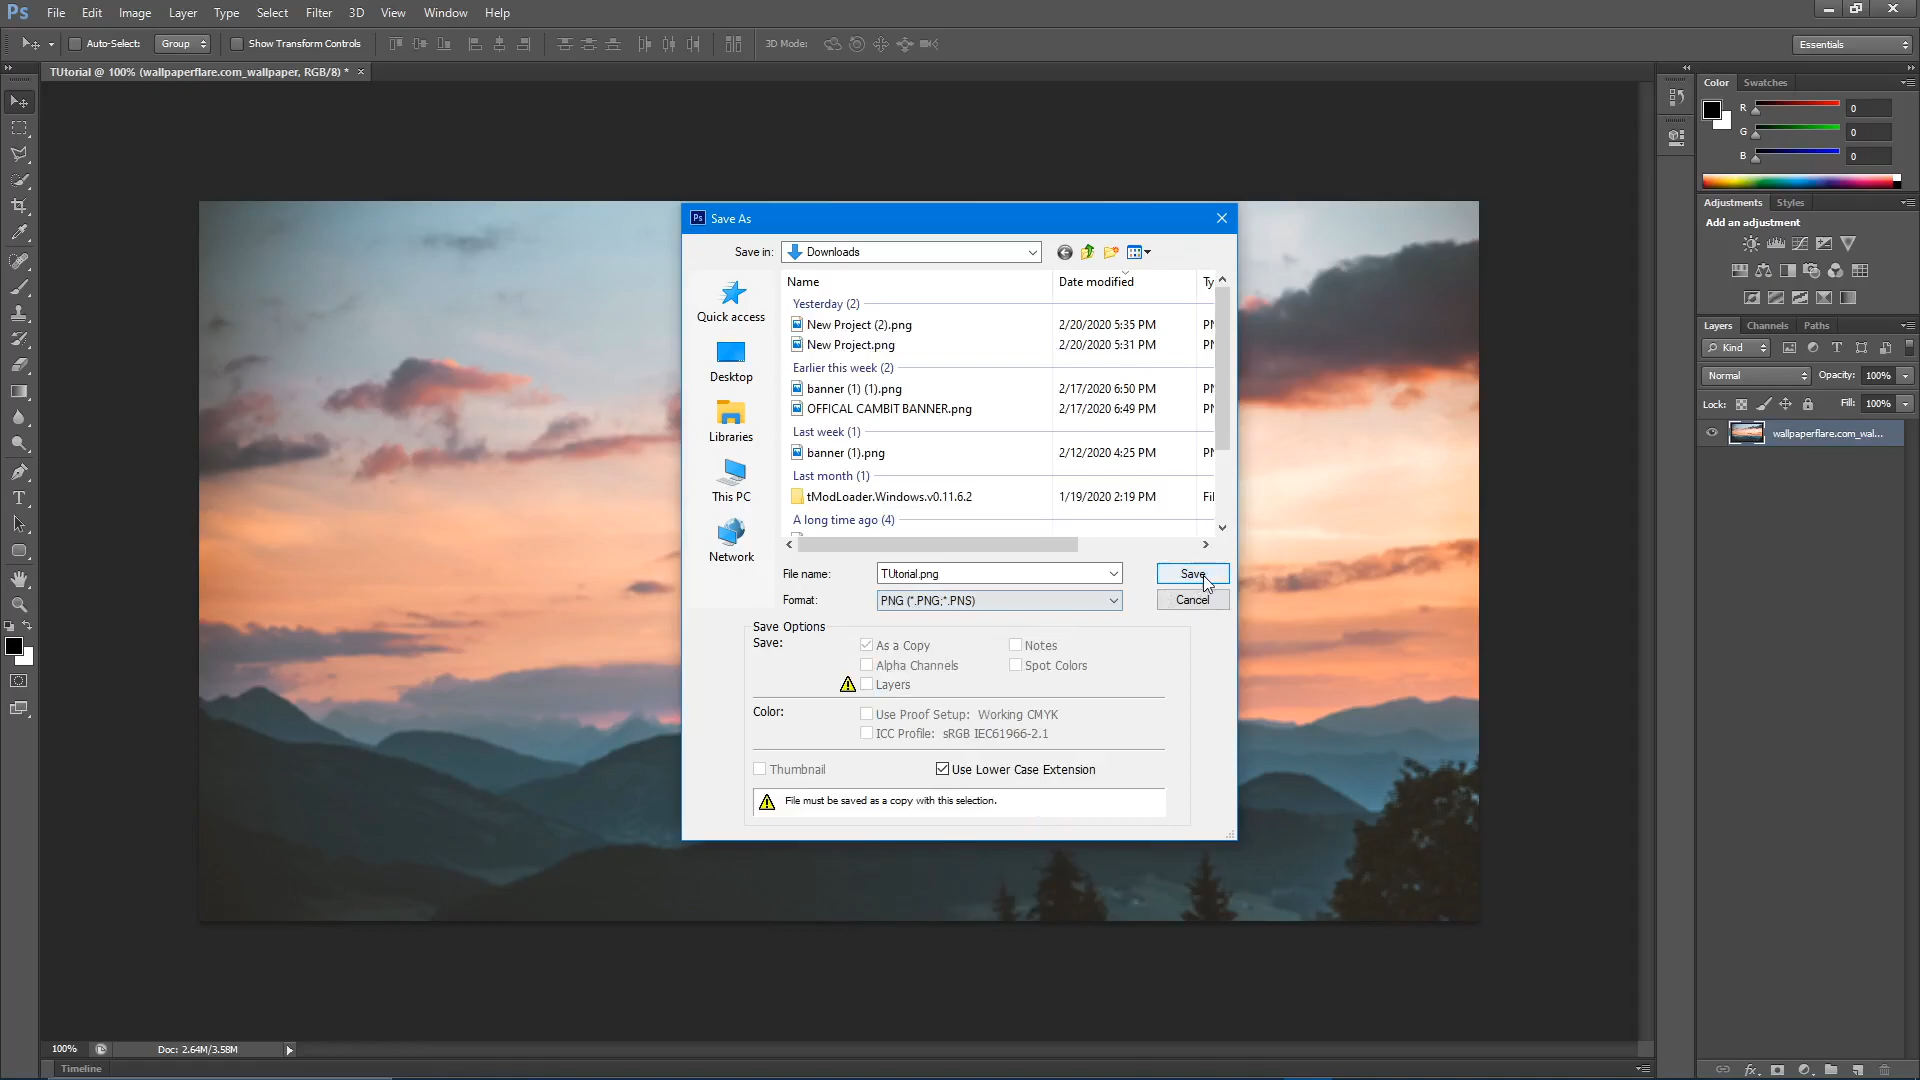 Ps File Edit Image Layer Type Select Filter 3D View Window Help
Auto-Select: Group Show Transform Controls 3D Mode: Essentials
TUtorial @ 100% (wallpaperflare.com_wallpaper, RGB/8) *
Color Swatches
R 0
G 0
B 0
Adjustments Styles
Add an adjustment
Layers Channels Paths
Kind
Normal Opacity: 100%
Lock: Fill: 100%
wallpaperflare.com_wal...
Ps Save As
Save in: Downloads
Quick access
Desktop
Libraries
This PC
Network
Name Date modified Ty
Yesterday (2)
New Project (2).png 2/20/2020 5:35 PM
New Project.png 2/20/2020 5:31 PM
Earlier this week (2)
banner (1) (1).png 2/17/2020 6:50 PM
OFFICAL CAMBIT BANNER.png 2/17/2020 6:49 PM
Last week (1)
banner (1).png 2/12/2020 4:25 PM
Last month (1)
tModLoader.Windows.v0.11.6.2 1/19/2020 2:19 PM
A long time ago (4)
File name: TUtorial.png Save
Format: PNG (*.PNG;*.PNS) Cancel
Save Options
Save: As a Copy Notes
Alpha Channels Spot Colors
Layers
Color: Use Proof Setup: Working CMYK
ICC Profile: sRGB IEC61966-2.1
Thumbnail Use Lower Case Extension
File must be saved as a copy with this selection.
100% Doc: 2.64M/3.58M
Timeline
fx